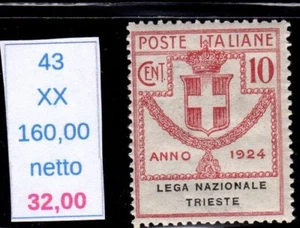 43
XX
160,00
netto
32,00
POSTE ITALIANE
CENT. 10
ANNO 1924
LEGA NAZIONALE
TRIESTE